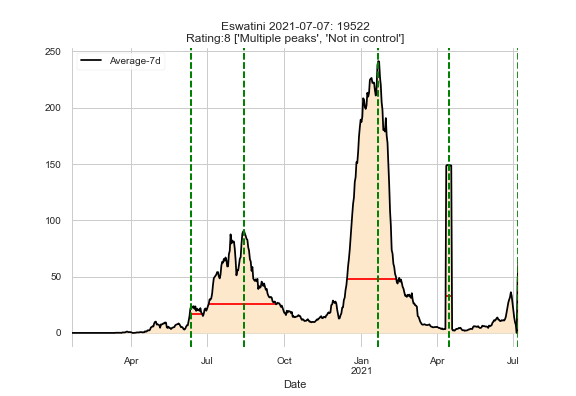 Eswatini 2021-07-07: 19522
Rating:8 ['Multiple peaks', 'Not in control']
Average-7d
250
200
150
100
50
0
Apr Jul Oct Jan Apr Jul
2021
Date